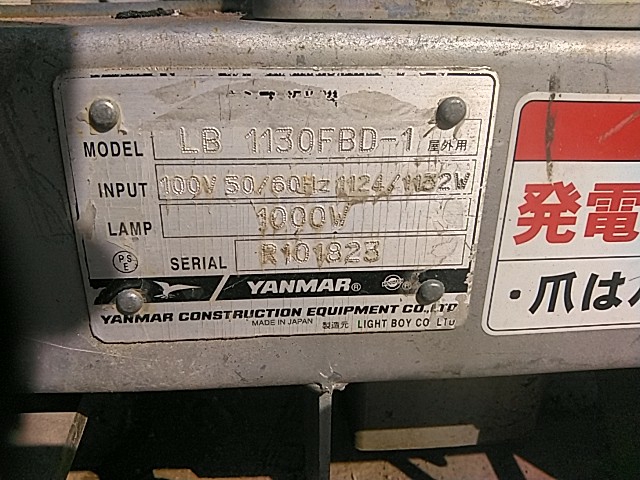 MODEL LB 1130FBD-1 屋外用
INPUT 100V 50/60Hz 1124/1132W
LAMP 1000W
SERIAL R101823
PS
E
YANMAR®
YANMAR CONSTRUCTION EQUIPMENT CO.,LTD
MADE IN JAPAN 製造元 LIGHT BOY CO LTD
発電
・爪は